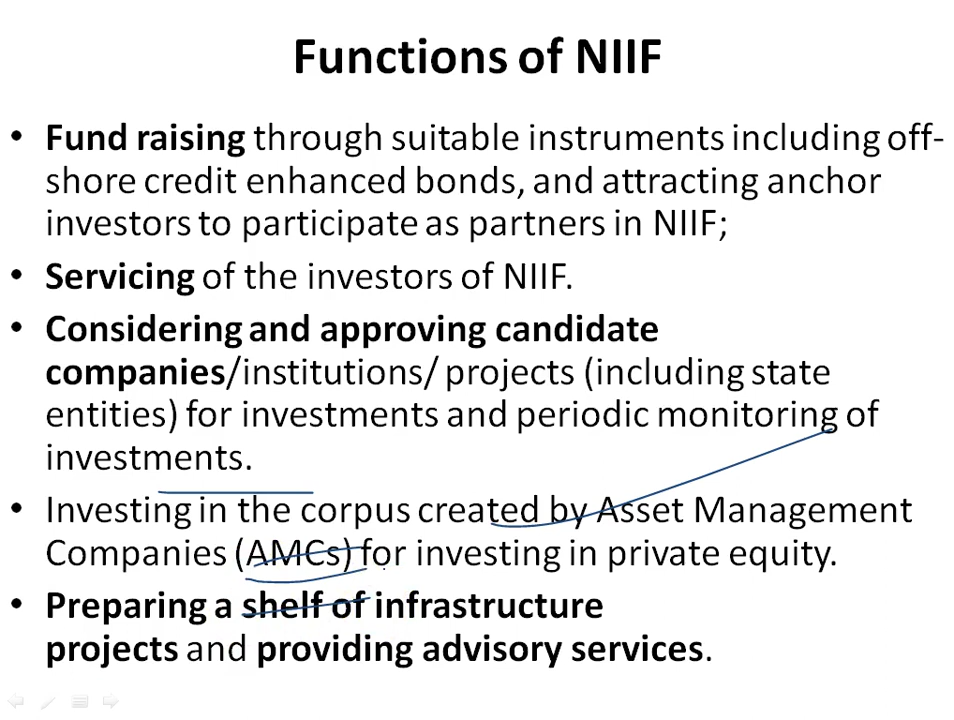 Functions of NIIF
• Fund raising through suitable instruments including off-
shore credit enhanced bonds, and attracting anchor
investors to participate as partners in NIIF;
• Servicing of the investors of NIIF.
• Considering and approving candidate
companies/institutions/ projects (including state
entities) for investments and periodic monitoring of
investments.
• Investing in the corpus created by Asset Management
Companies (AMCs) for investing in private equity.
• Preparing a shelf of infrastructure
projects and providing advisory services.